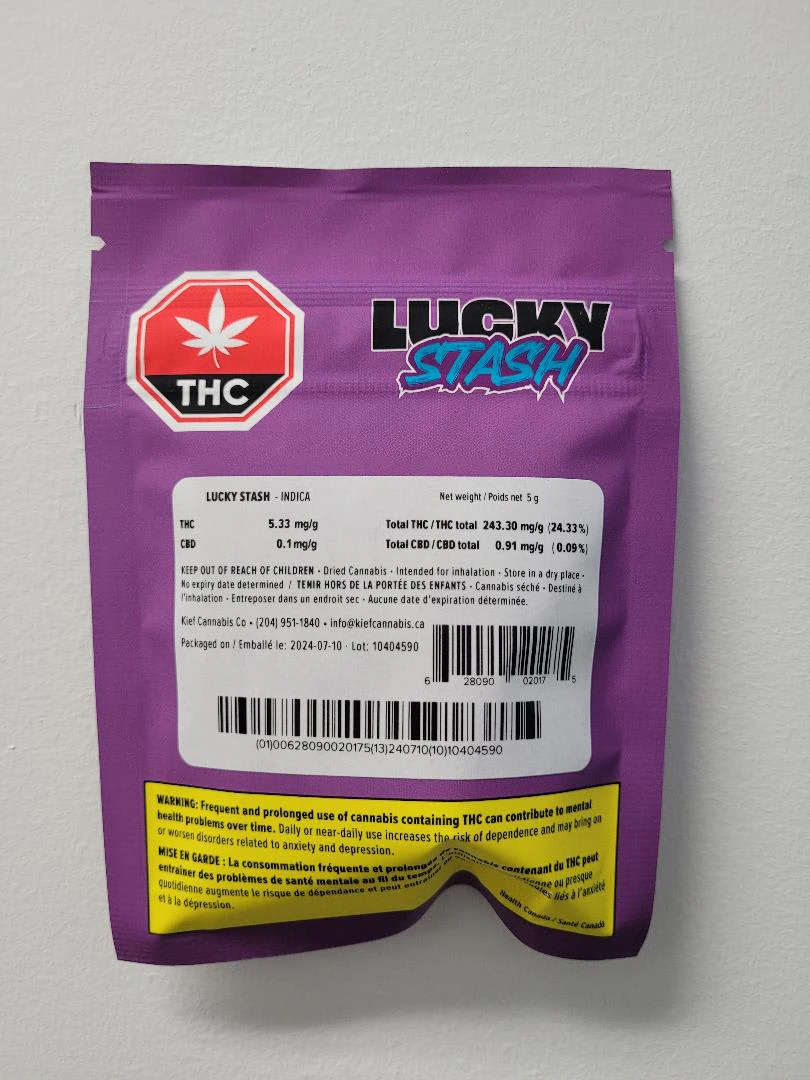 THC
LUCKY
STASH
LUCKY STASH - INDICA
Net weight / Poids net 5 g
THC 5.33 mg/g Total THC / THC total 243.30 mg/g (24.33%)
CBD 0.1 mg/g Total CBD / CBD total 0.91 mg/g (0.09%)
KEEP OUT OF REACH OF CHILDREN • Dried Cannabis • Intended for inhalation • Store in a dry place •
No expiry date determined / TENIR HORS DE LA PORTÉE DES ENFANTS • Cannabis séché • Destiné à
l'inhalation • Entreposer dans un endroit sec • Aucune date d'expiration déterminée.
Kief Cannabis Co • (204) 951-1840 • info@kiefcannabis.ca
Packaged on / Emballé le: 2024-07-10 · Lot: 10404590
6 28090 02017 5
(01)00628090020175(13)240710(10)10404590
WARNING: Frequent and prolonged use of cannabis containing THC can contribute to mental
health problems over time. Daily or near-daily use increases the risk of dependence and may bring on
or worsen disorders related to anxiety and depression.
MISE EN GARDE : La consommation fréquente et prolongée de cannabis contenant du THC peut
entraîner des problèmes de santé mentale au fil du temps. ou presque
quotidienne augmente le risque de dépendance et peut liés à l'anxiété
et à la dépression.
Health Canada / Santé Canada